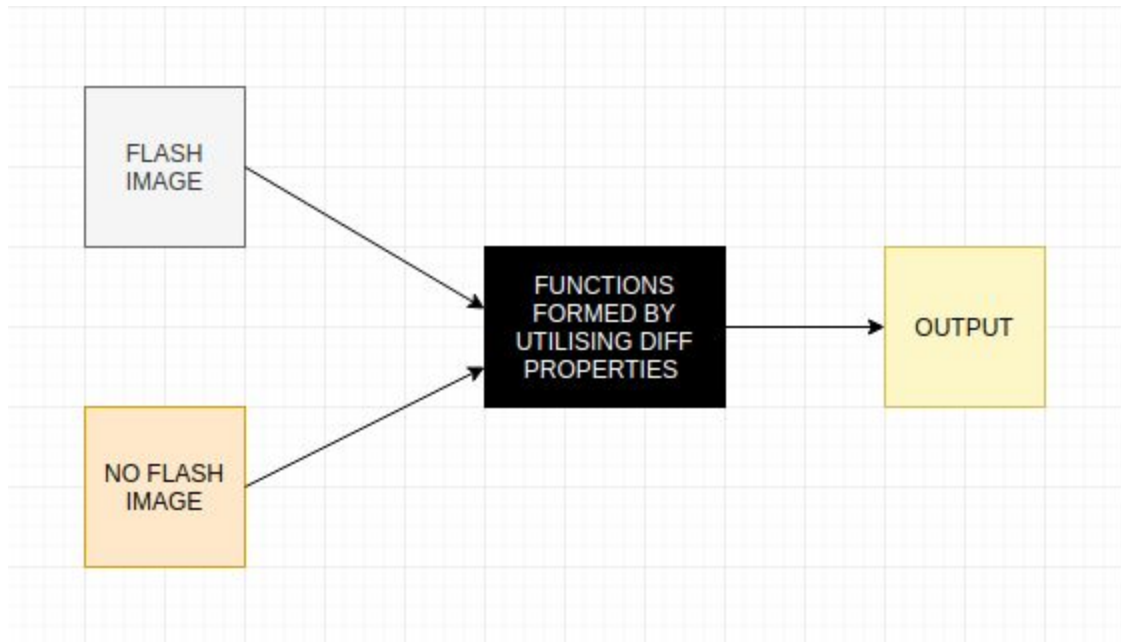 FLASH
IMAGE
FUNCTIONS
FORMED BY
UTILISING DIFF
PROPERTIES
OUTPUT
NO FLASH
IMAGE